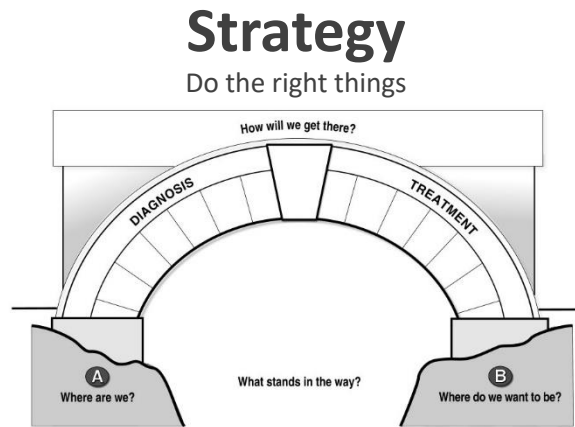 Strategy
Do the right things
How will we get there?
DIAGNOSIS
TREATMENT
A
Where are we?
What stands in the way?
B
Where do we want to be?